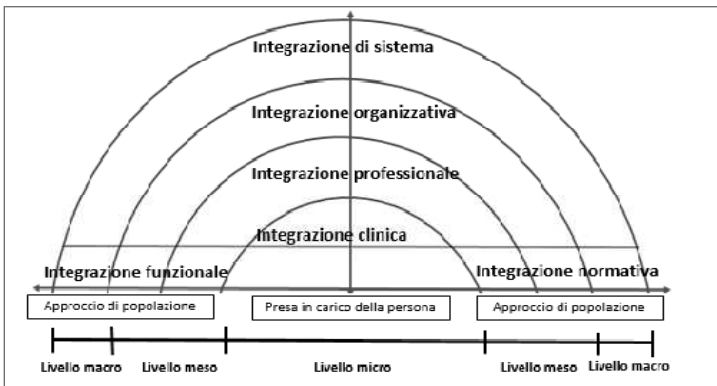 Integrazione di sistema
Integrazione organizzativa
Integrazione professionale
Integrazione clinica
Integrazione funzionale
Integrazione normativa
Approccio di popolazione
Presa in carico della persona
Approccio di popolazione
Livello macro
Livello meso
Livello micro
Livello meso
Livello macro